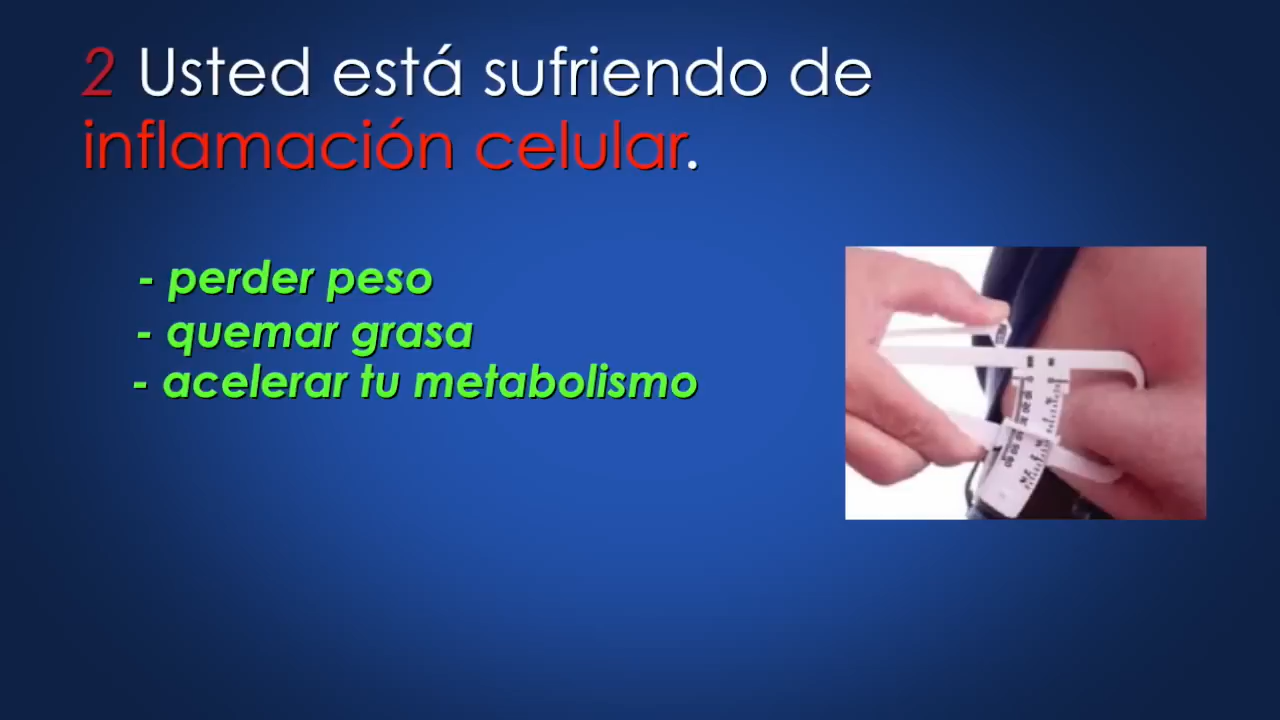 2 Usted está sufriendo de
inflamación celular.
- perder peso
- quemar grasa
- acelerar tu metabolismo